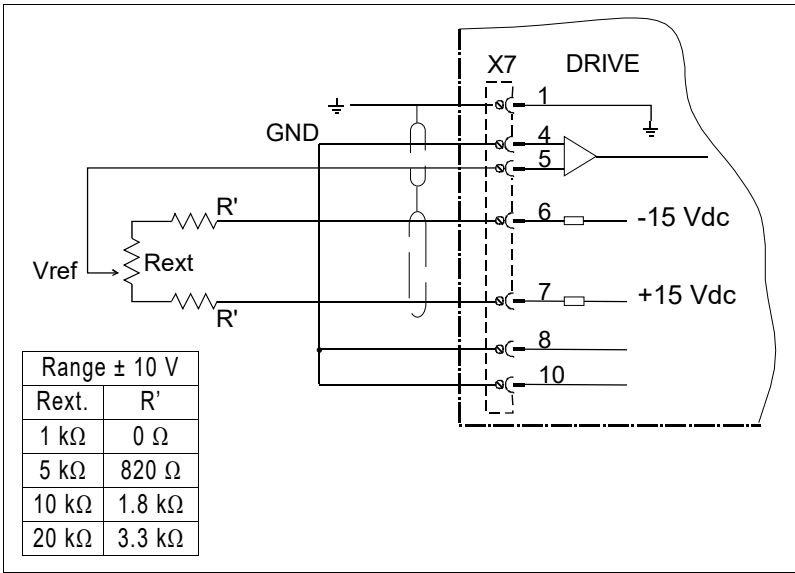 X7 DRIVE
1
GND 4
5
R' 6 -15 Vdc
Vref Rext
R' 7 +15 Vdc
8
10
Range ± 10 V
Rext. R’
1 kΩ 0 Ω
5 kΩ 820 Ω
10 kΩ 1.8 kΩ
20 kΩ 3.3 kΩ